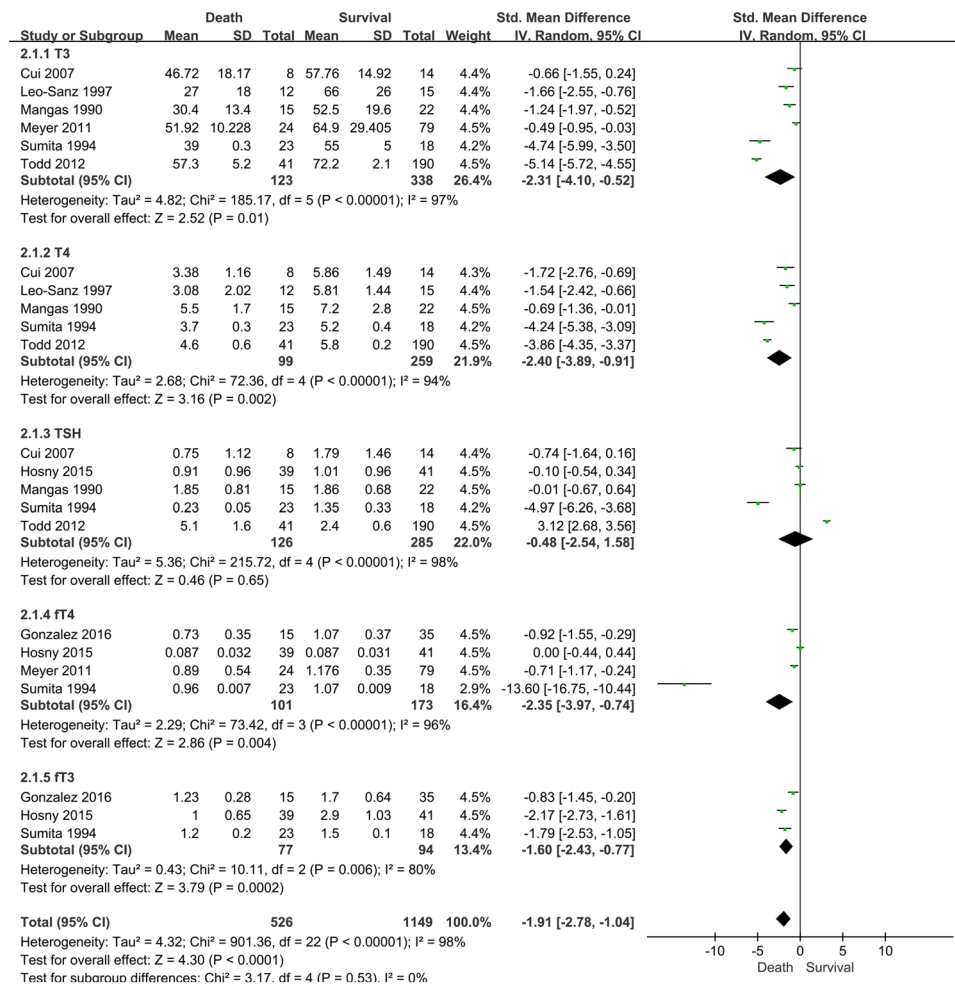 Death Survival Std. Mean Difference Std. Mean Difference
Study or Subgroup Mean SD Total Mean SD Total Weight IV, Random, 95% CI IV, Random, 95% CI
2.1.1 T3
Cui 2007 46.72 18.17 8 57.76 14.92 14 4.4% -0.66 [-1.55, 0.24]
Leo-Sanz 1997 27 18 12 66 26 15 4.4% -1.66 [-2.55, -0.76]
Mangas 1990 30.4 13.4 15 52.5 19.6 22 4.4% -1.24 [-1.97, -0.52]
Meyer 2011 51.92 10.228 24 64.9 29.405 79 4.5% -0.49 [-0.95, -0.03]
Sumita 1994 39 0.3 23 55 5 18 4.2% -4.74 [-5.99, -3.50]
Todd 2012 57.3 5.2 41 72.2 2.1 190 4.5% -5.14 [-5.72, -4.55]
Subtotal (95% CI) 123 338 26.4% -2.31 [-4.10, -0.52]
Heterogeneity: Tau² = 4.82; Chi² = 185.17, df = 5 (P < 0.00001); I² = 97%
Test for overall effect: Z = 2.52 (P = 0.01)
2.1.2 T4
Cui 2007 3.38 1.16 8 5.86 1.49 14 4.3% -1.72 [-2.76, -0.69]
Leo-Sanz 1997 3.08 2.02 12 5.81 1.44 15 4.4% -1.54 [-2.42, -0.66]
Mangas 1990 5.5 1.7 15 7.2 2.8 22 4.5% -0.69 [-1.36, -0.01]
Sumita 1994 3.7 0.3 23 5.2 0.4 18 4.2% -4.24 [-5.38, -3.09]
Todd 2012 4.6 0.6 41 5.8 0.2 190 4.5% -3.86 [-4.35, -3.37]
Subtotal (95% CI) 99 259 21.9% -2.40 [-3.89, -0.91]
Heterogeneity: Tau² = 2.68; Chi² = 72.36, df = 4 (P < 0.00001); I² = 94%
Test for overall effect: Z = 3.16 (P = 0.002)
2.1.3 TSH
Cui 2007 0.75 1.12 8 1.79 1.46 14 4.4% -0.74 [-1.64, 0.16]
Hosny 2015 0.91 0.96 39 1.01 0.96 41 4.5% -0.10 [-0.54, 0.34]
Mangas 1990 1.85 0.81 15 1.86 0.68 22 4.5% -0.01 [-0.67, 0.64]
Sumita 1994 0.23 0.05 23 1.35 0.33 18 4.2% -4.97 [-6.26, -3.68]
Todd 2012 5.1 1.6 41 2.4 0.6 190 4.5% 3.12 [2.68, 3.56]
Subtotal (95% CI) 126 285 22.0% -0.48 [-2.54, 1.58]
Heterogeneity: Tau² = 5.36; Chi² = 215.72, df = 4 (P < 0.00001); I² = 98%
Test for overall effect: Z = 0.46 (P = 0.65)
2.1.4 fT4
Gonzalez 2016 0.73 0.35 15 1.07 0.37 35 4.5% -0.92 [-1.55, -0.29]
Hosny 2015 0.087 0.032 39 0.087 0.031 41 4.5% 0.00 [-0.44, 0.44]
Meyer 2011 0.89 0.54 24 1.176 0.35 79 4.5% -0.71 [-1.17, -0.24]
Sumita 1994 0.96 0.007 23 1.07 0.009 18 2.9% -13.60 [-16.75, -10.44]
Subtotal (95% CI) 101 173 16.4% -2.35 [-3.97, -0.74]
Heterogeneity: Tau² = 2.29; Chi² = 73.42, df = 3 (P < 0.00001); I² = 96%
Test for overall effect: Z = 2.86 (P = 0.004)
2.1.5 fT3
Gonzalez 2016 1.23 0.28 15 1.7 0.64 35 4.5% -0.83 [-1.45, -0.20]
Hosny 2015 1 0.65 39 2.9 1.03 41 4.5% -2.17 [-2.73, -1.61]
Sumita 1994 1.2 0.2 23 1.5 0.1 18 4.4% -1.79 [-2.53, -1.05]
Subtotal (95% CI) 77 94 13.4% -1.60 [-2.43, -0.77]
Heterogeneity: Tau² = 0.43; Chi² = 10.11, df = 2 (P = 0.006); I² = 80%
Test for overall effect: Z = 3.79 (P = 0.0002)
Total (95% CI) 526 1149 100.0% -1.91 [-2.78, -1.04]
Heterogeneity: Tau² = 4.32; Chi² = 901.36, df = 22 (P < 0.00001); I² = 98%
Test for overall effect: Z = 4.30 (P < 0.0001)
Test for subgroup differences: Chi² = 3.17, df = 4 (P = 0.53), I² = 0%
-10 -5 0 5 10
Death Survival